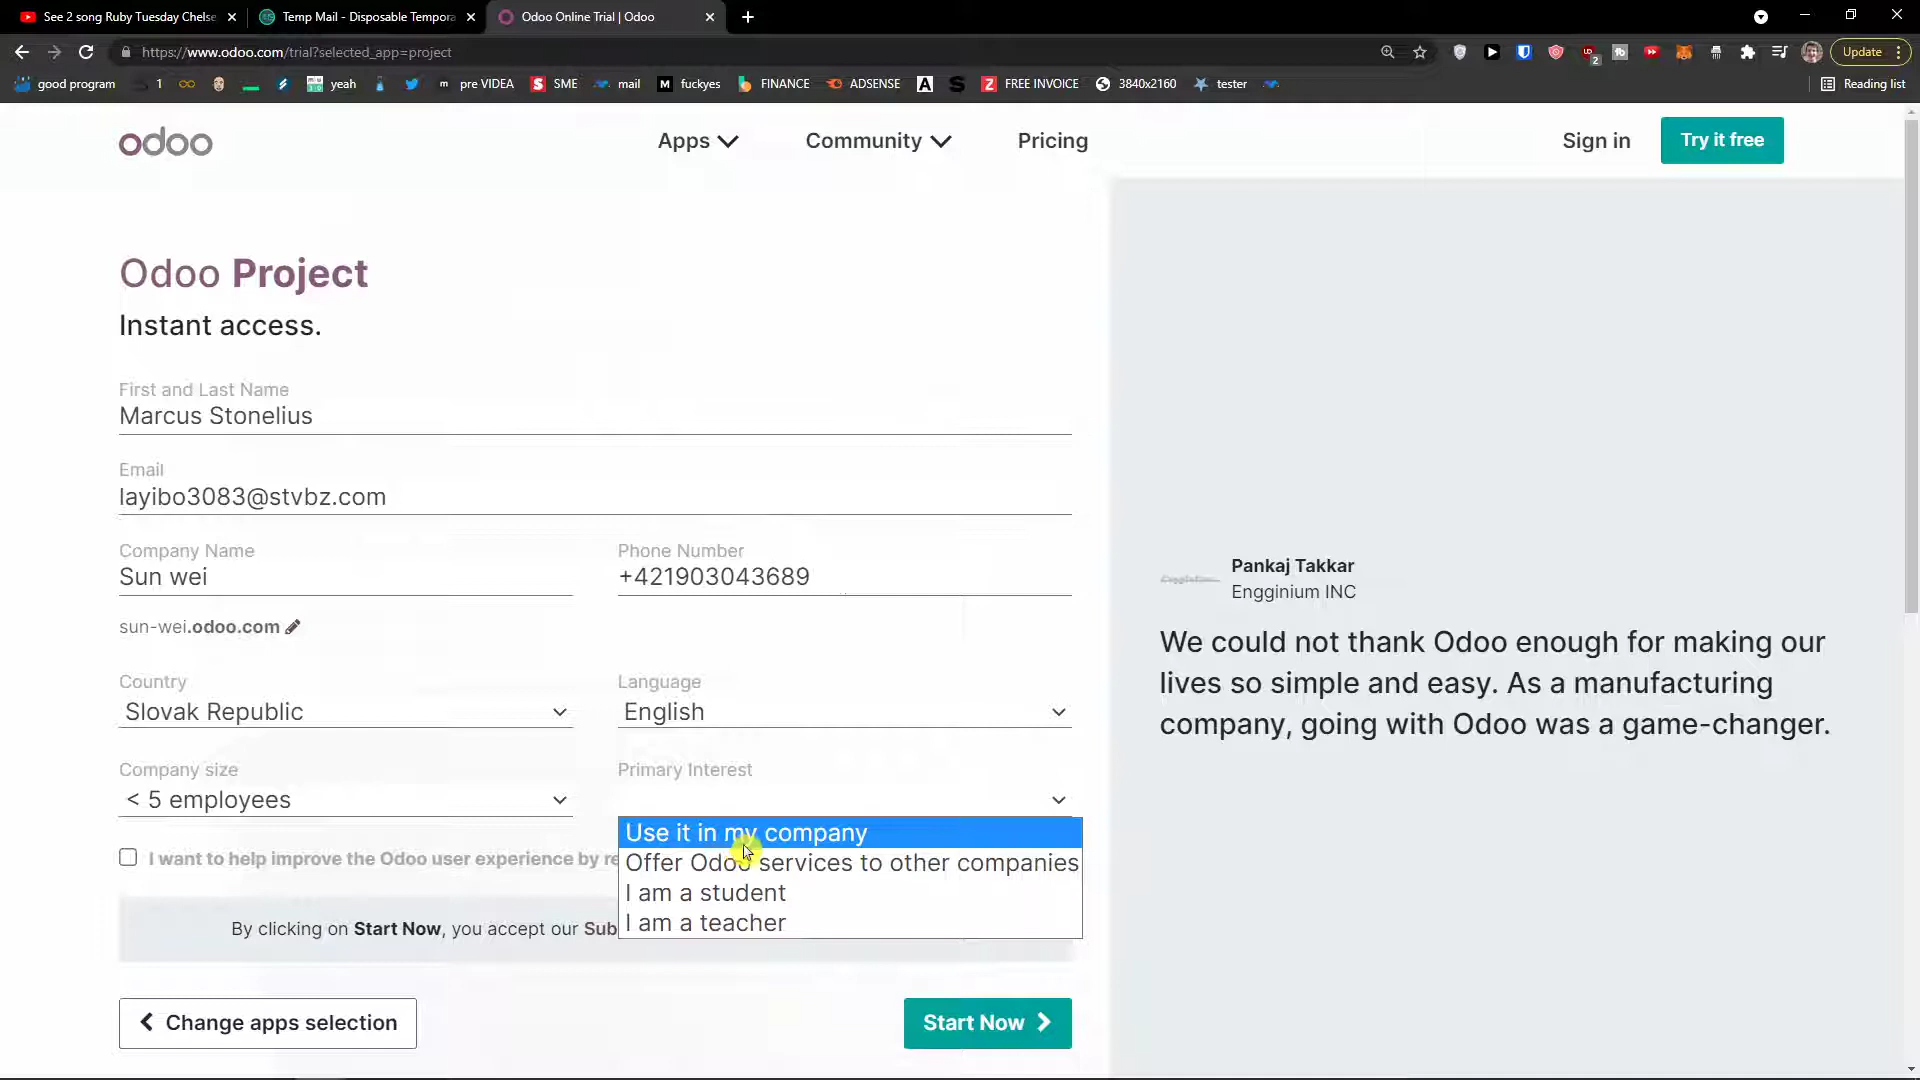 See 2 song Ruby Tuesday Chelse
Temp Mail - Disposable Tempora
Odoo Online Trial | Odoo
https://www.odoo.com/trial?selected_app=project
2
Update
good program
1
yeah
pre VIDEA
SME
mail
fuckyes
FINANCE
ADSENSE
FREE INVOICE
3840x2160
tester
Reading list
odoo
Apps
Community
Pricing
Sign in
Try it free
Odoo Project
Instant access.
First and Last Name
Marcus Stonelius
Email
layibo3083@stvbz.com
Company Name
Sun wei
Phone Number
+421903043689
sun-wei.odoo.com
Country
Slovak Republic
Language
English
Company size
< 5 employees
Primary Interest
Use it in my company
Offer Odoo services to other companies
I am a student
I am a teacher
I want to help improve the Odoo user experience by re
By clicking on Start Now, you accept our Sub
Change apps selection
Start Now
Pankaj Takkar
Engginium INC
We could not thank Odoo enough for making our
lives so simple and easy. As a manufacturing
company, going with Odoo was a game-changer.